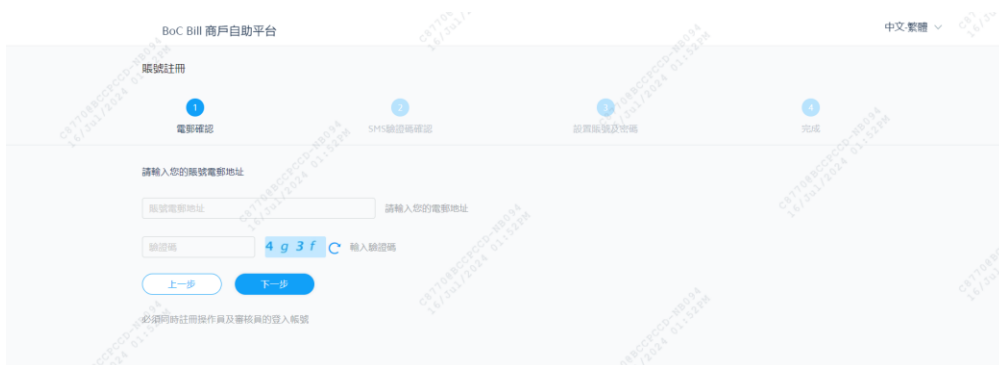 BoC Bill 商戶自助平台
中文-繁體
賬號註冊
1
2
3
4
電郵確認
SMS驗證碼確認
設置賬號及密碼
完成
請輸入您的賬號電郵地址
賬號電郵地址
請輸入您的電郵地址
驗證碼
4g3f
輸入驗證碼
上一步
下一步
必須同時註冊操作員及審核員的登入帳號